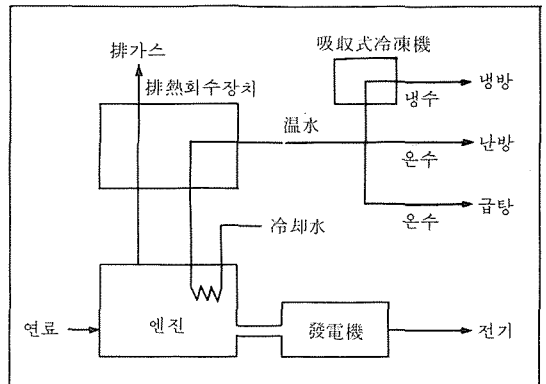 排가스
吸収式冷凍機
排熱회수장치
냉방
냉수
温水
난방
온수
급탕
온수
冷却水
연료
엔진
發電機
전기